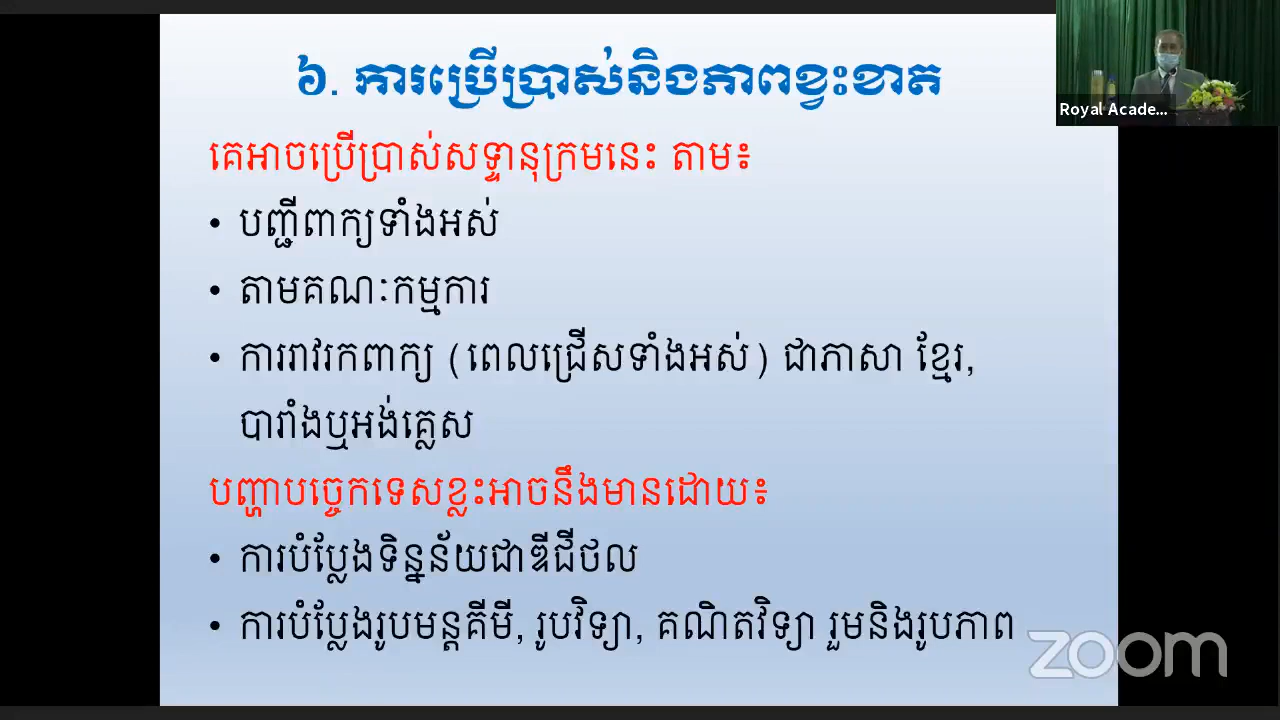 ៦. ការប្រើប្រាស់និងភាពខ្វះខាត
Royal Acade...
គេអាចប្រើប្រាស់សទ្ទានុក្រមនេះ តាម៖
• បញ្ជីពាក្យទាំងអស់
• តាមគណៈកម្មការ
• ការរាវរកពាក្យ (ពេលជ្រើសទាំងអស់) ជាភាសា ខ្មែរ,
បារាំងឬអង់គ្លេស
បញ្ហាបច្ចេកទេសខ្លះអាចនឹងមានដោយ៖
• ការបំប្លែងទិន្នន័យជាឌីជីថល
• ការបំប្លែងរូបមន្តគីមី, រូបវិទ្យា, គណិតវិទ្យា រួមនិងរូបភាព
zoom